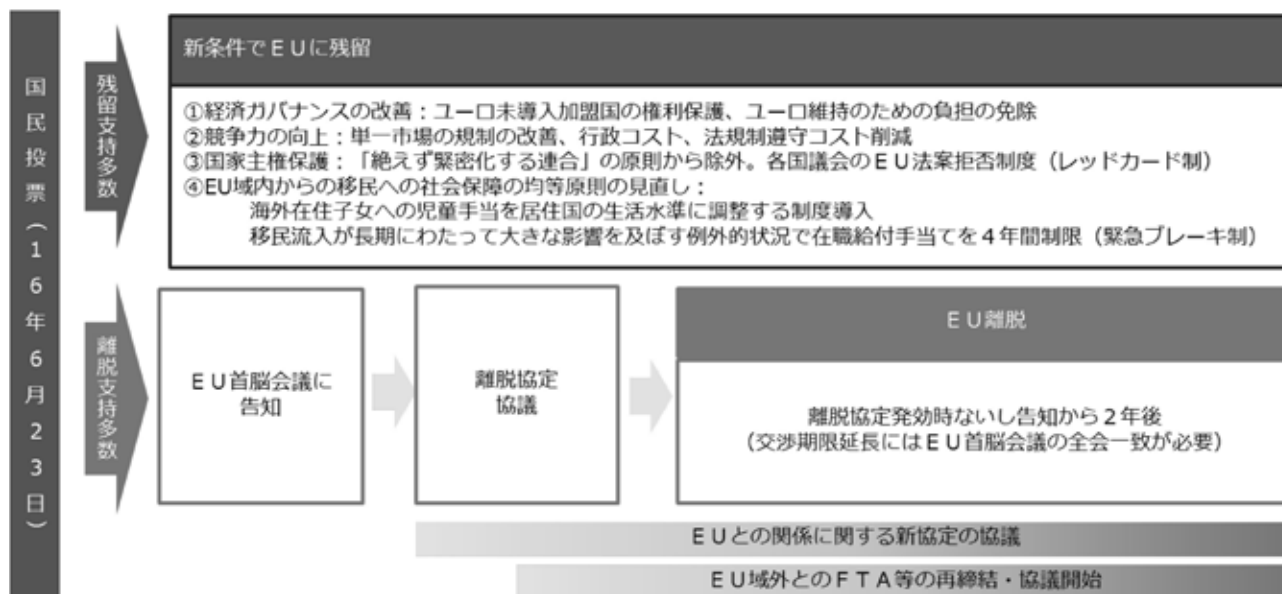 国民投票(16年6月23日)
残留支持多数
新条件でEUに残留
①経済ガバナンスの改善：ユーロ未導入加盟国の権利保護、ユーロ維持のための負担の免除
②競争力の向上：単一市場の規制の改善、行政コスト、法規制遵守コスト削減
③国家主権保護：「絶えず緊密化する連合」の原則から除外。各国議会のEU法案拒否制度（レッドカード制）
④EU域内からの移民への社会保障の均等原則の見直し：
海外在住子女への児童手当を居住国の生活水準に調整する制度導入
移民流入が長期にわたって大きな影響を及ぼす例外的状況で在職給付手当てを４年間制限（緊急ブレーキ制）
離脱支持多数
EU首脳会議に
告知
離脱協定
協議
EU離脱
離脱協定発効時ないし告知から２年後
（交渉期限延長にはEU首脳会議の全会一致が必要）
EUとの関係に関する新協定の協議
EU域外とのFTA等の再締結・協議開始